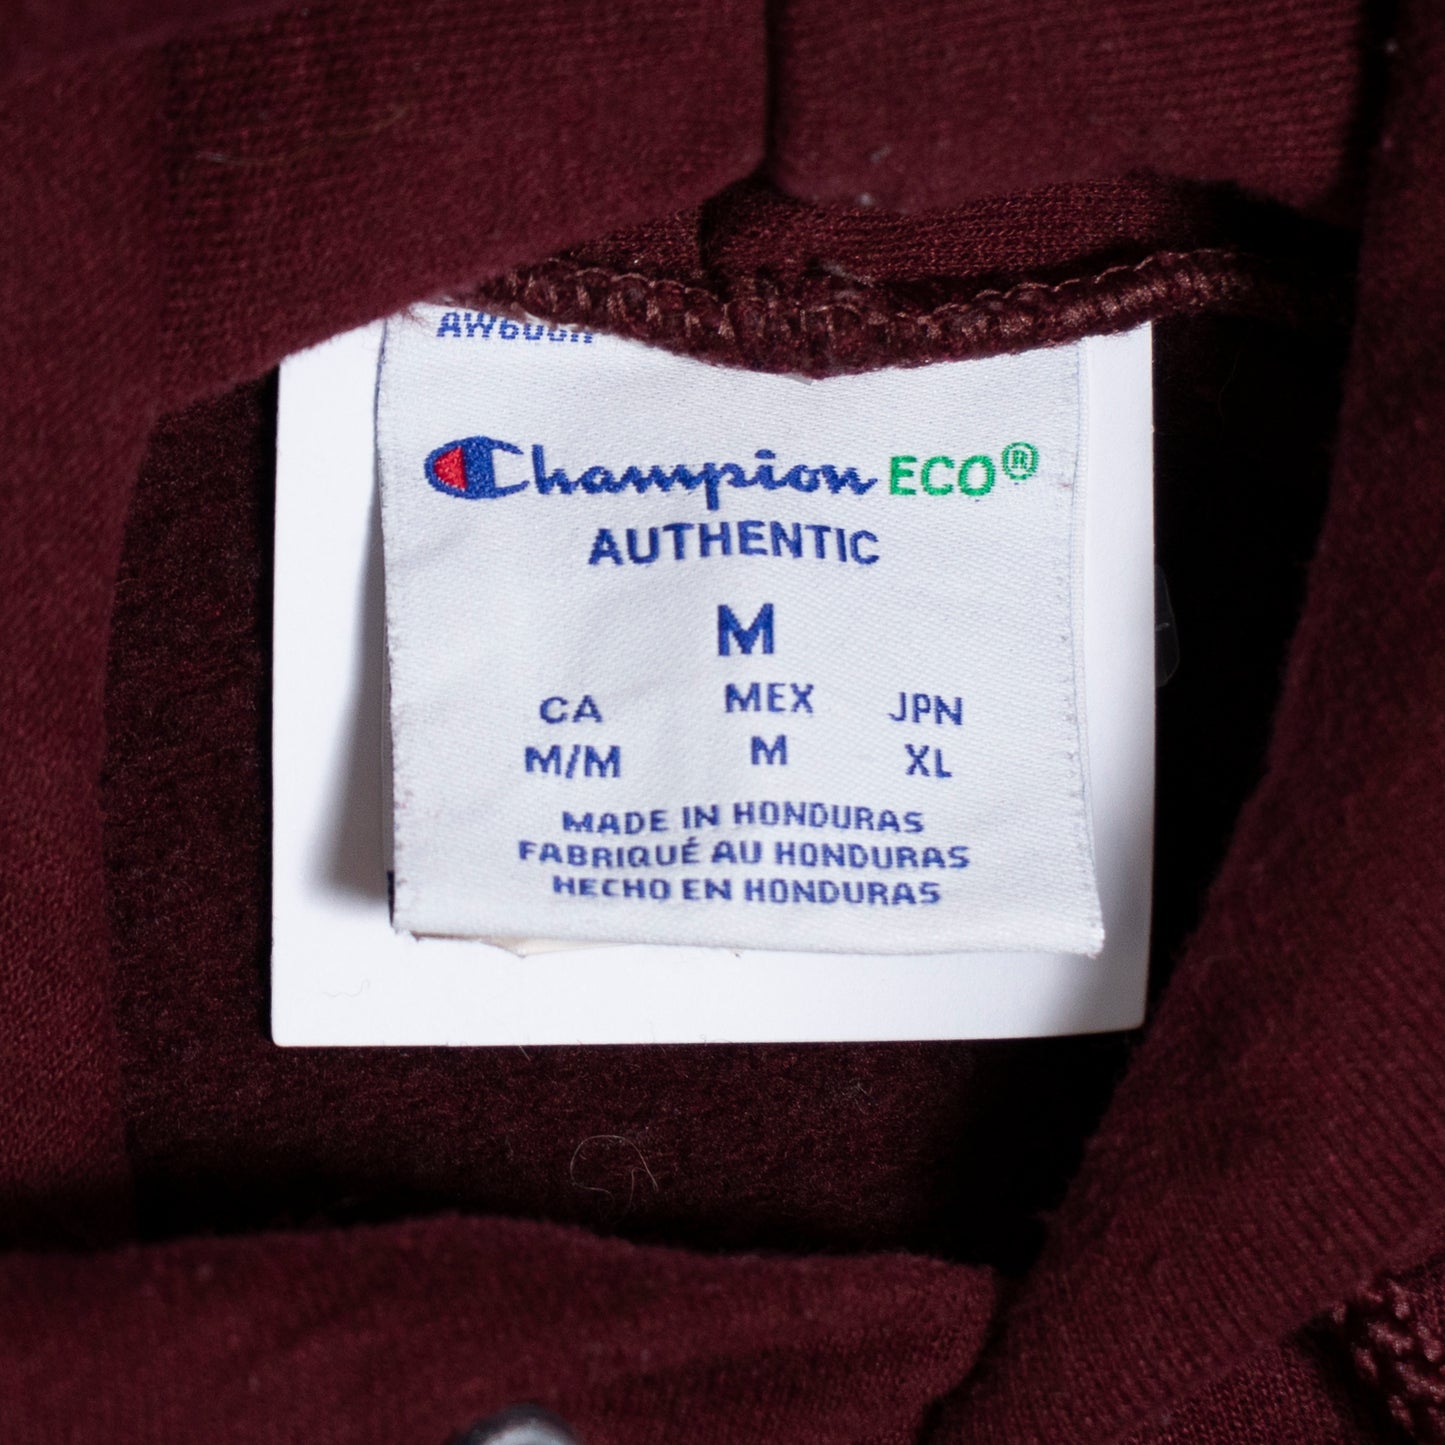 Champion ECO®
AUTHENTIC
M
CA MEX JPN
M/M M XL
MADE IN HONDURAS
FABRIQUÉ AU HONDURAS
HECHO EN HONDURAS